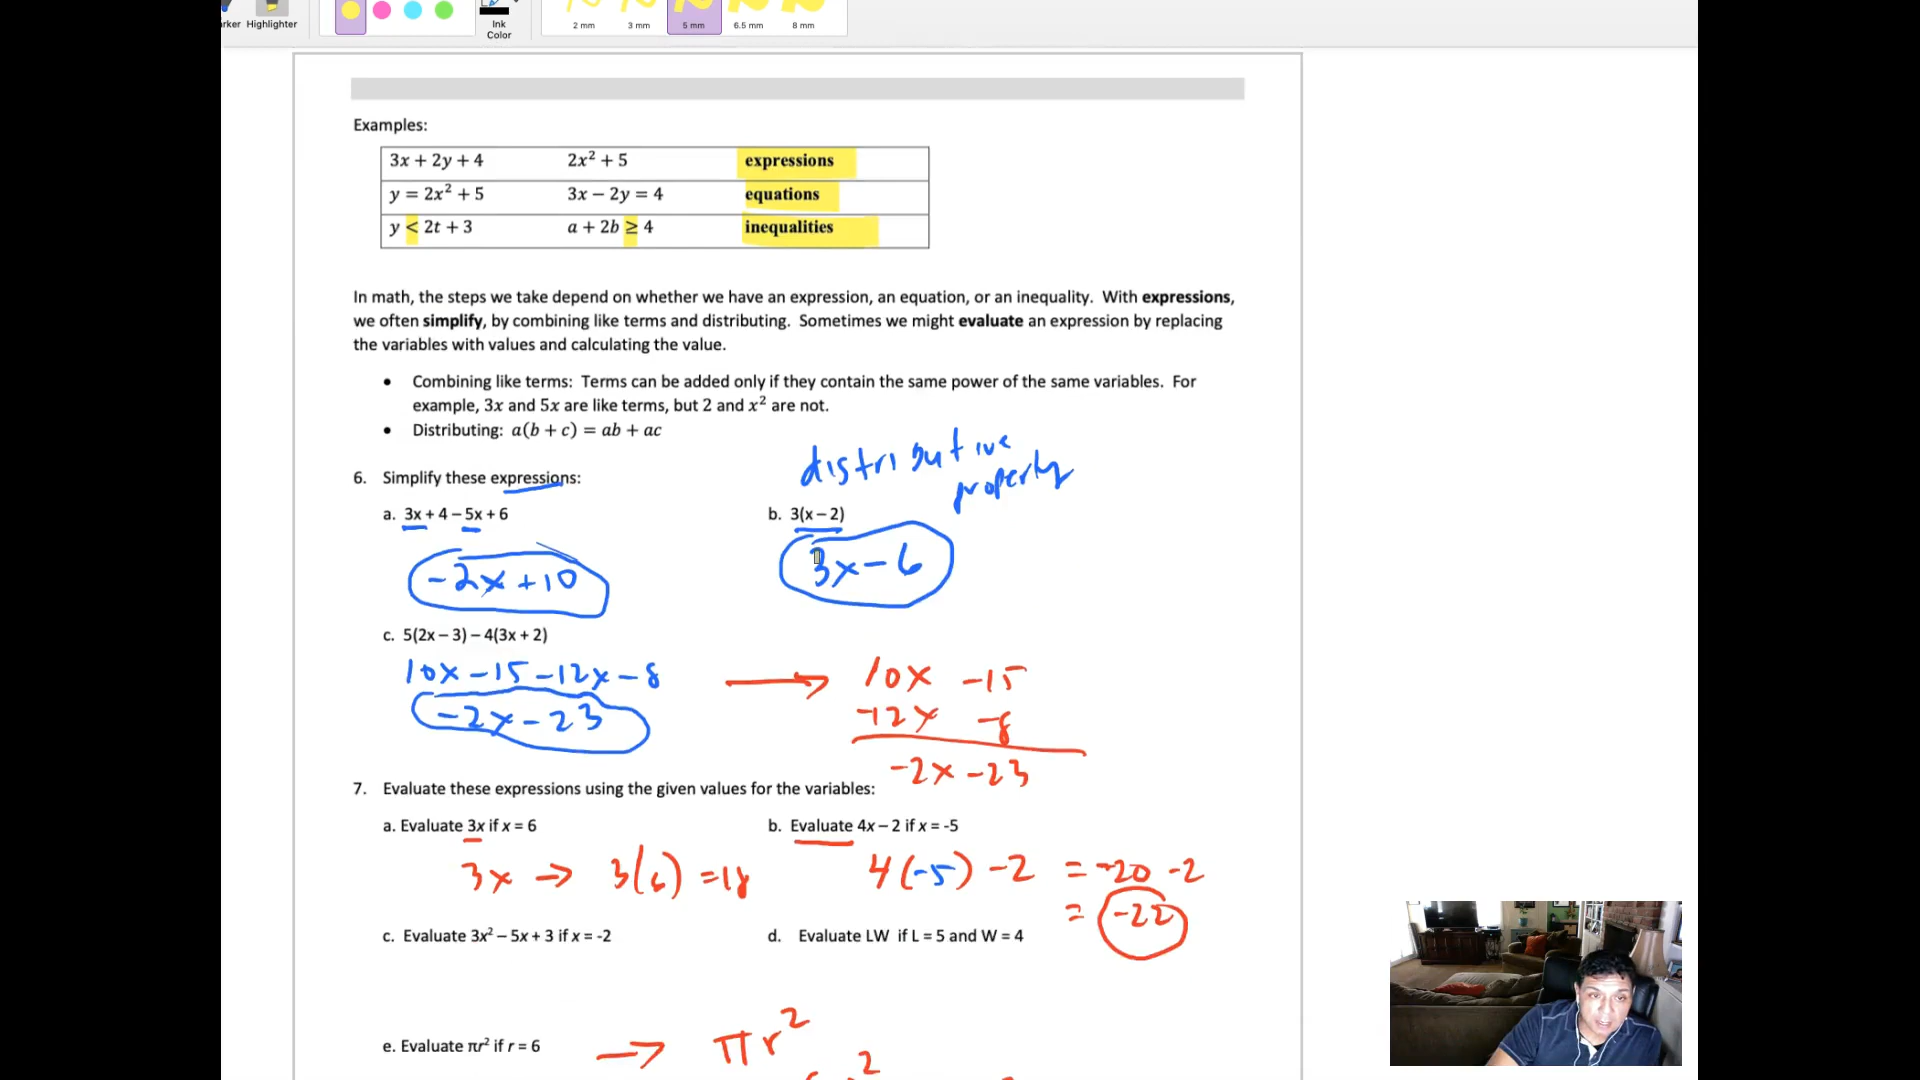 rker Highlighter
Ink
Color
2 mm 3 mm 5 mm 6.5 mm 8 mm
Examples:
3x + 2y + 4 2x² + 5 expressions
y = 2x² + 5 3x − 2y = 4 equations
y < 2t + 3 a + 2b ≥ 4 inequalities
In math, the steps we take depend on whether we have an expression, an equation, or an inequality. With expressions,
we often simplify, by combining like terms and distributing. Sometimes we might evaluate an expression by replacing
the variables with values and calculating the value.
• Combining like terms: Terms can be added only if they contain the same power of the same variables. For
example, 3x and 5x are like terms, but 2 and x² are not.
• Distributing: a(b + c) = ab + ac
distributive
property
6. Simplify these expressions:
a. 3x + 4 – 5x + 6 b. 3(x – 2)
-2x +10 3x - 6
c. 5(2x – 3) – 4(3x + 2)
10x -15 -12x -8 → 10x -15
-2x - 23 -12x -8
-2x -23
7. Evaluate these expressions using the given values for the variables:
a. Evaluate 3x if x = 6 b. Evaluate 4x – 2 if x = -5
3x → 3(6) = 18 4(-5) -2 = -20 -2
= -22
c. Evaluate 3x² – 5x + 3 if x = -2 d. Evaluate LW if L = 5 and W = 4
e. Evaluate πr² if r = 6 → πr²